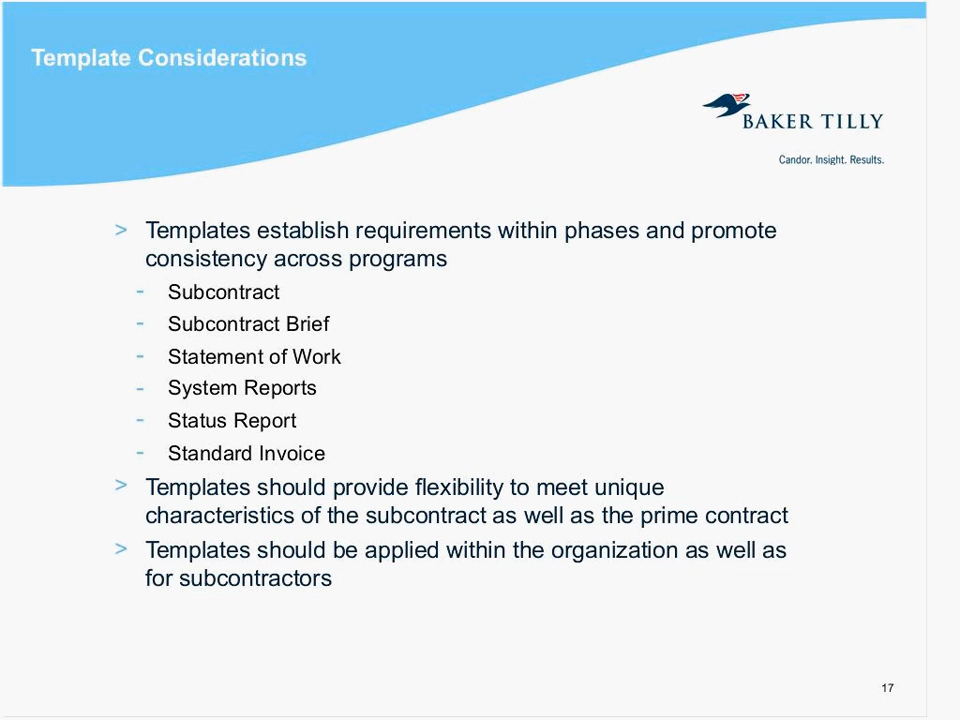 Template Considerations
BAKER TILLY
Candor. Insight. Results.
> Templates establish requirements within phases and promote
consistency across programs
- Subcontract
- Subcontract Brief
- Statement of Work
- System Reports
- Status Report
- Standard Invoice
> Templates should provide flexibility to meet unique
characteristics of the subcontract as well as the prime contract
> Templates should be applied within the organization as well as
for subcontractors
17